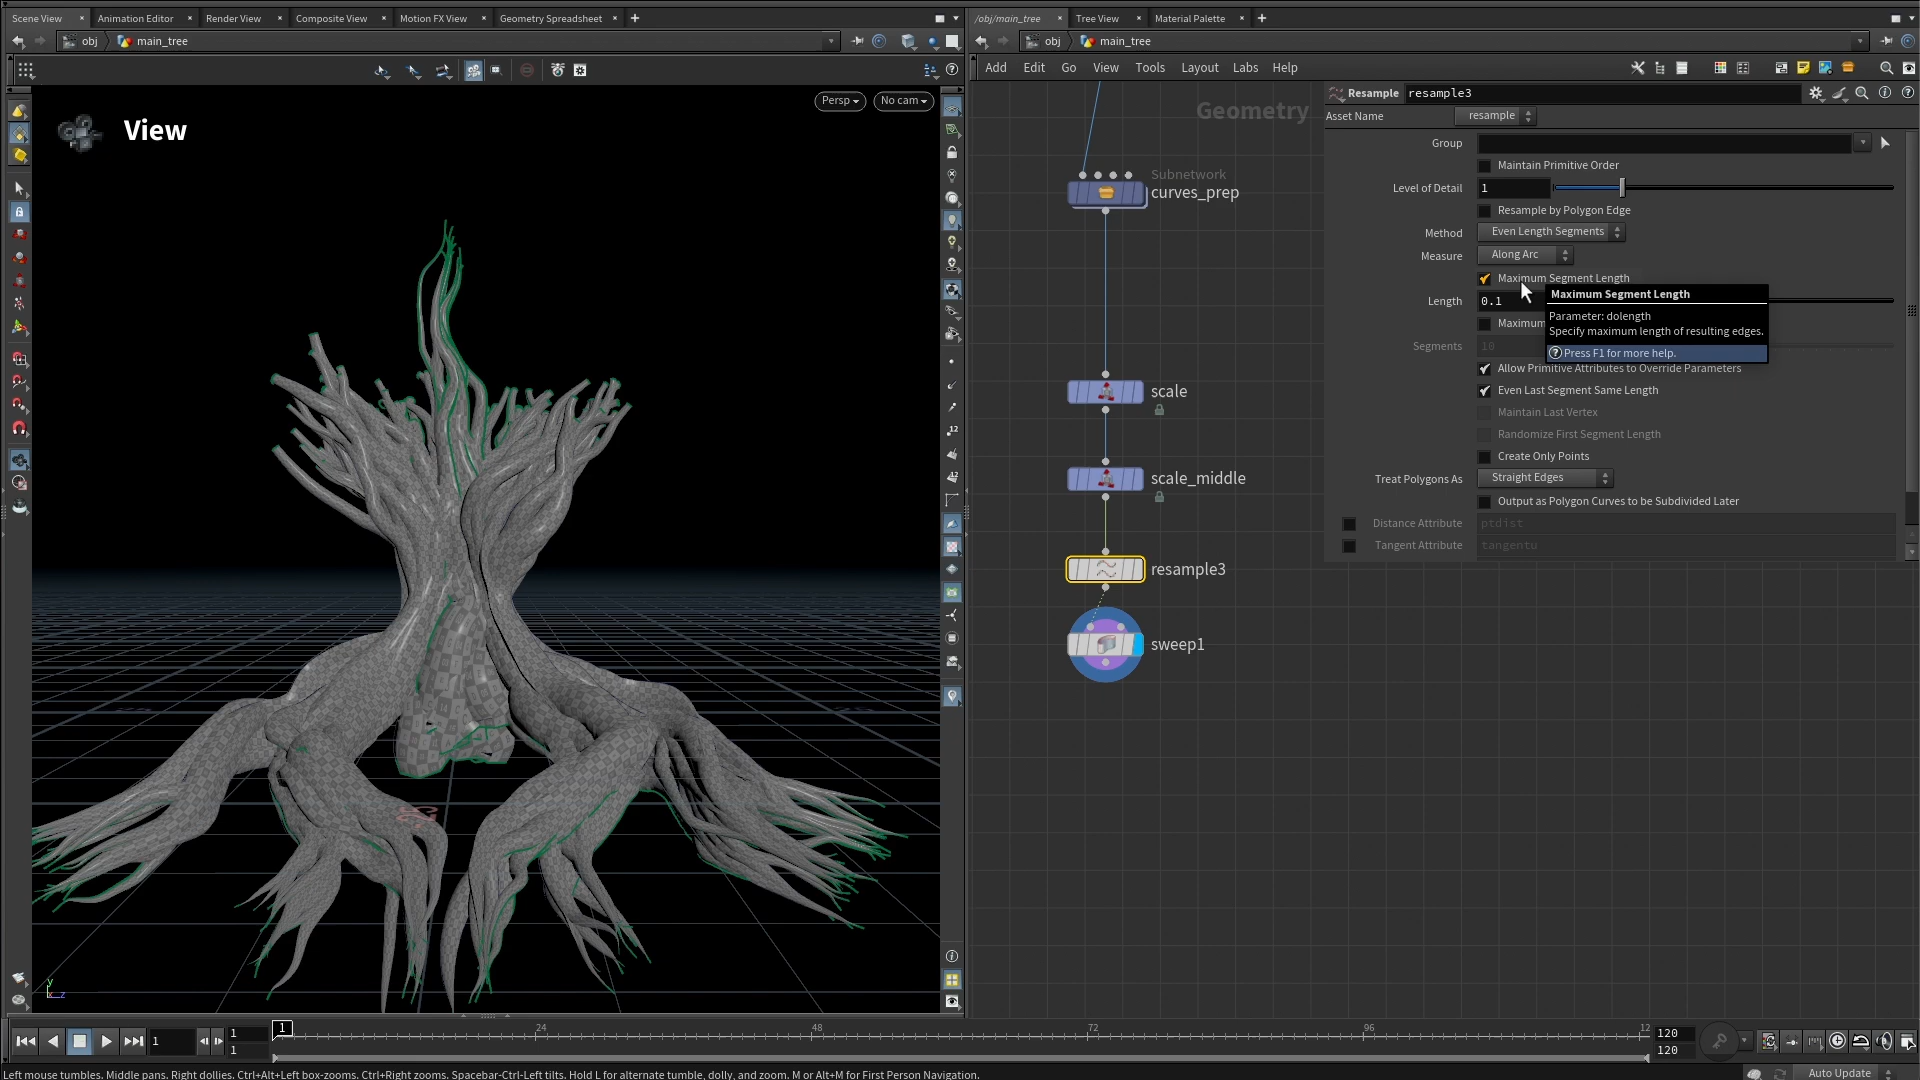 Scene View
Animation Editor
Render View
Composite View
Motion FX View
Geometry Spreadsheet
/obj/main_tree
Tree View
Material Palette
obj
main_tree
obj
main_tree
Add Edit Go View Tools Layout Labs Help
View
Persp
No cam
Geometry
Subnetwork
curves_prep
scale
scale_middle
resample3
sweep1
Resample resample3
Asset Name resample
Group
Maintain Primitive Order
Level of Detail 1
Resample by Polygon Edge
Method Even Length Segments
Measure Along Arc
Maximum Segment Length
Length 0.1
Maximum
Segments 10
Maximum Segment Length
Parameter: dolength
Specify maximum length of resulting edges.
Press F1 for more help.
Allow Primitive Attributes to Override Parameters
Even Last Segment Same Length
Maintain Last Vertex
Randomize First Segment Length
Create Only Points
Treat Polygons As Straight Edges
Output as Polygon Curves to be Subdivided Later
Distance Attribute ptdist
Tangent Attribute tangentu
y
x z
12
12
1
1
1
1
24
48
72
96
12
120
120
Left mouse tumbles. Middle pans. Right dollies. Ctrl+Alt+Left box-zooms. Ctrl+Right zooms. Spacebar-Ctrl-Left tilts. Hold L for alternate tumble, dolly, and zoom. M or Alt+M for First Person Navigation.
Auto Update